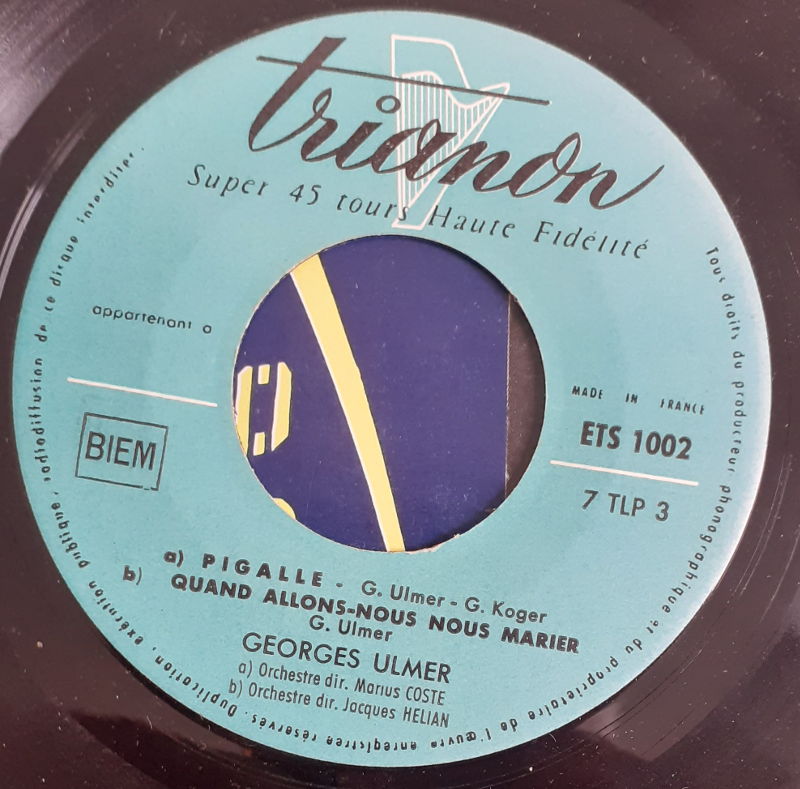 trianon
Super 45 tours Haute Fidélité
appartenant a
MADE IN FRANCE
ETS 1002
BIEM
7 TLP 3
a) PIGALLE - G. Ulmer - G. Koger
b) QUAND ALLONS-NOUS NOUS MARIER
G. Ulmer
GEORGES ULMER
a) Orchestre dir. Marius COSTE
b) Orchestre dir. Jacques HELIAN
Tous droits du producteur phonographique et du propriétaire de l'œuvre enregistrée réservés. Duplication, exécution publique, radiodiffusion de ce disque interdites.